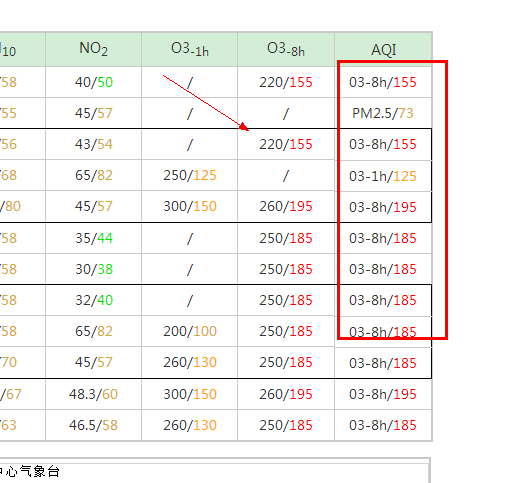 10 NO2 O3-1h O3-8h AQI
/58 40/50 / 220/155 03-8h/155
/55 45/57 / / PM2.5/73
/56 43/54 / 220/155 03-8h/155
/68 65/82 250/125 / 03-1h/125
/80 45/57 300/150 260/195 03-8h/195
/58 35/44 / 250/185 03-8h/185
/58 30/38 / 250/185 03-8h/185
/58 32/40 / 250/185 03-8h/185
/58 65/82 200/100 250/185 03-8h/185
/70 45/57 260/130 250/185 03-8h/185
/67 48.3/60 300/150 260/195 03-8h/195
/63 46.5/58 260/130 250/185 03-8h/185
中心气象台